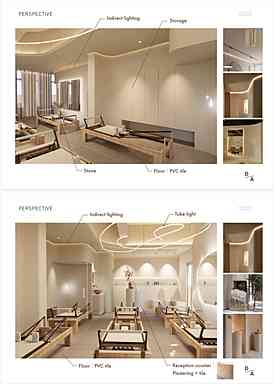 PERSPECTIVE
Indirect lighting
Storage
Stone
Floor : PVC tile
B
A
PERSPECTIVE
Indirect lighting
Tube light
Floor : PVC tile
Reception counter :
Plastering + tile
B
A